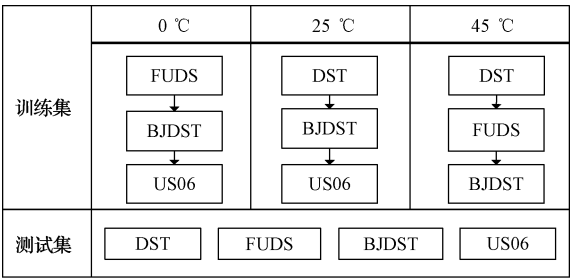 0 ℃ 25 ℃ 45 ℃
训练集
FUDS DST DST
BJDST BJDST FUDS
US06 US06 BJDST
测试集 DST FUDS BJDST US06